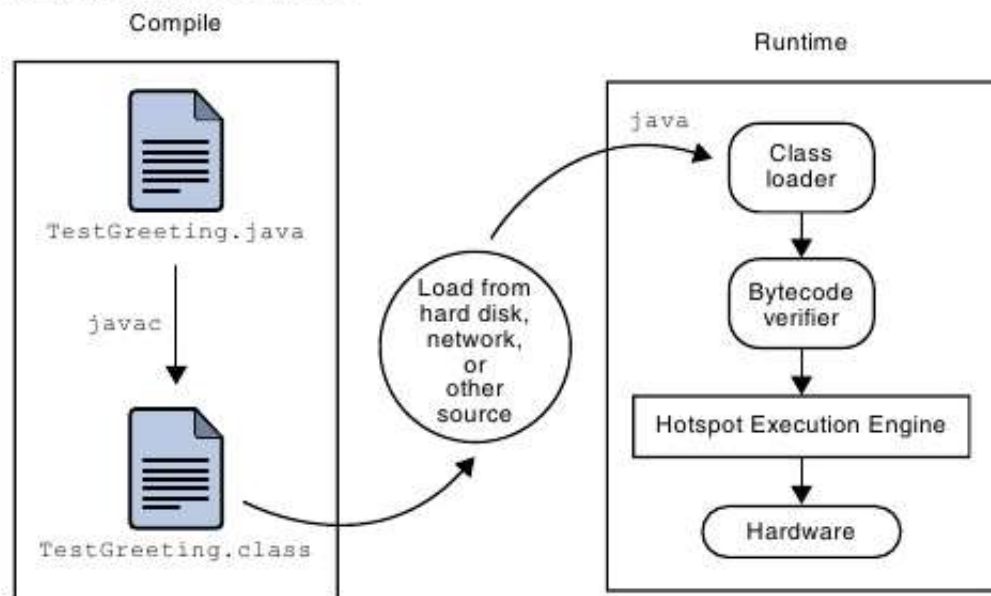 Compile
TestGreeting.java
javac
TestGreeting.class
Load from
hard disk,
network,
or
other
source
Runtime
java
Class
loader
Bytecode
verifier
Hotspot Execution Engine
Hardware